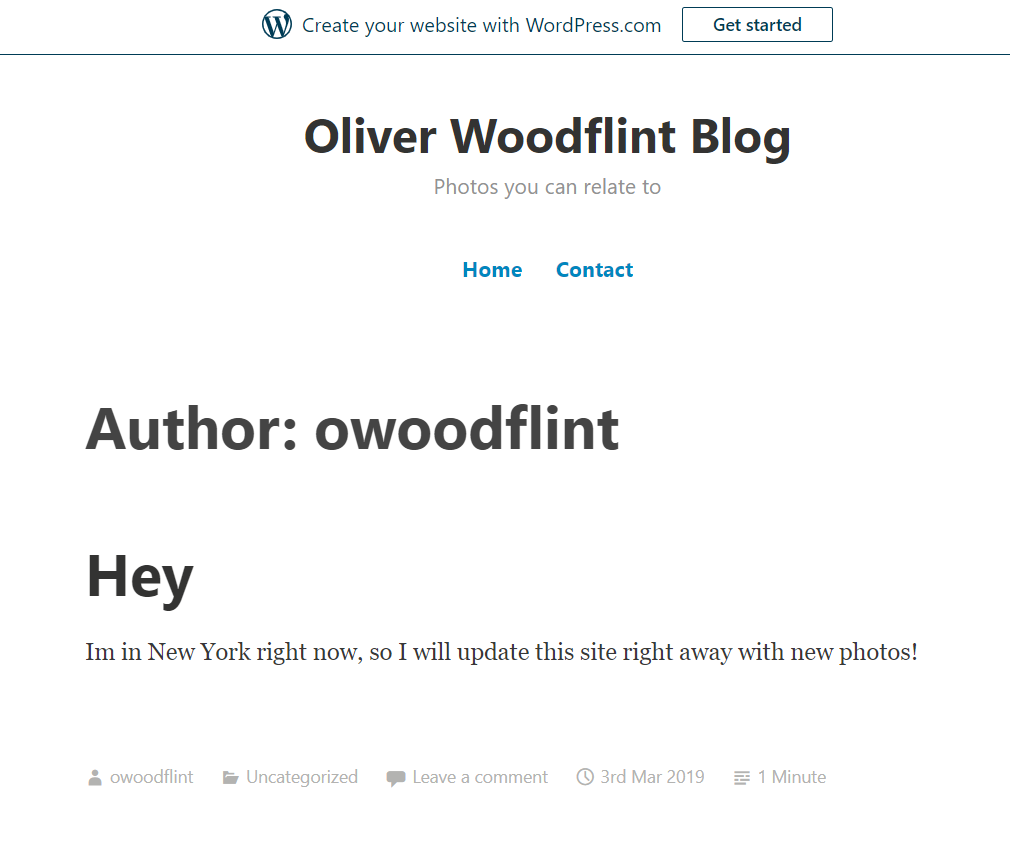 Create your website with WordPress.com Get started
Oliver Woodflint Blog
Photos you can relate to
Home Contact
Author: owoodflint
Hey
Im in New York right now, so I will update this site right away with new photos!
owoodflint Uncategorized Leave a comment 3rd Mar 2019 1 Minute